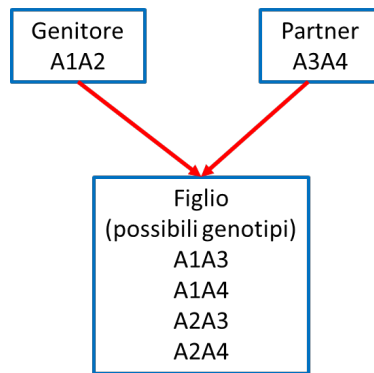 Genitore
A1A2
Partner
A3A4
Figlio
(possibili genotipi)
A1A3
A1A4
A2A3
A2A4